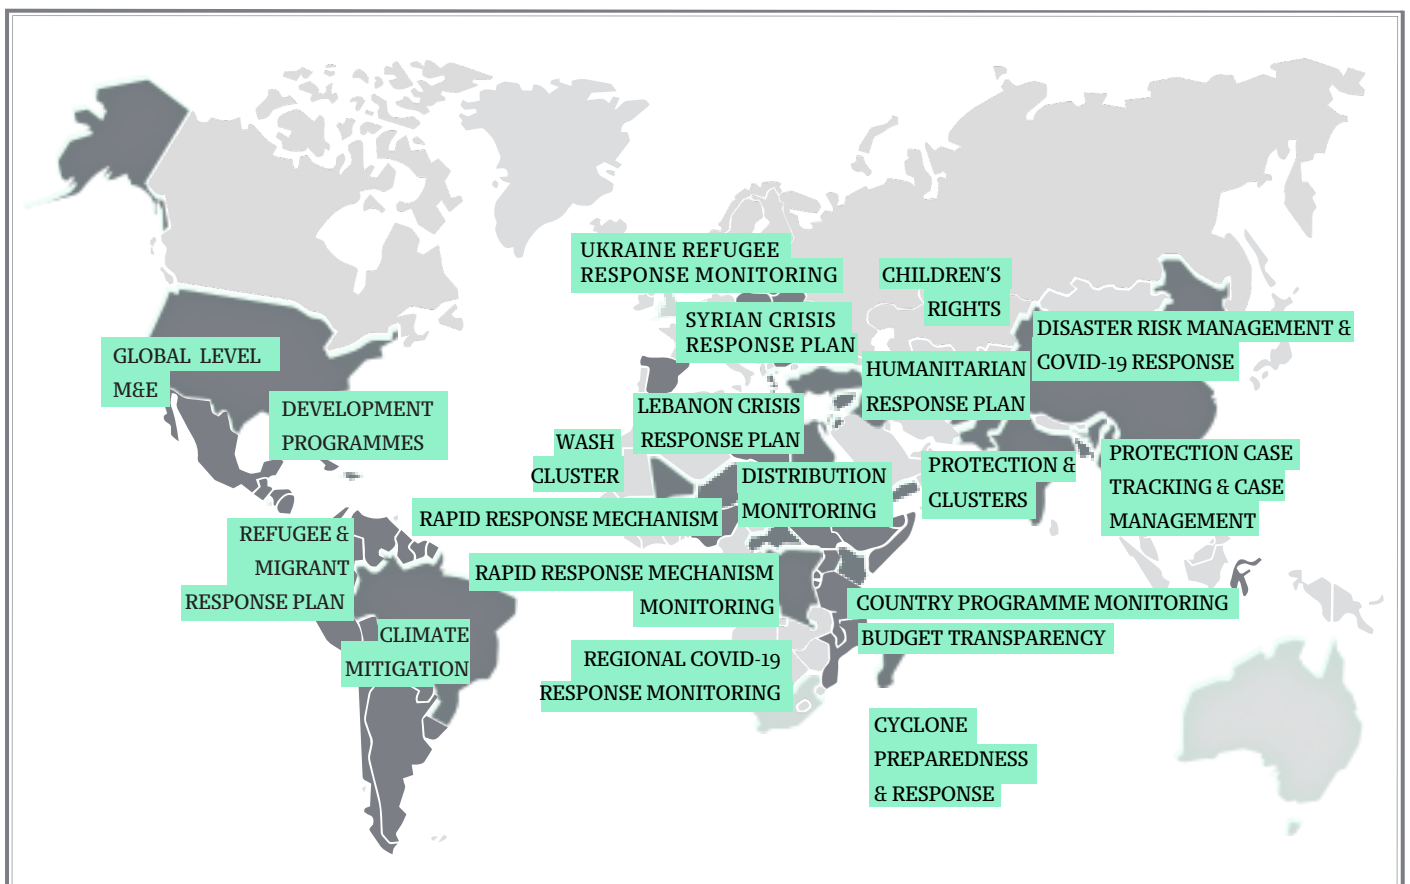 UKRAINE REFUGEE
RESPONSE MONITORING
CHILDREN'S
RIGHTS
SYRIAN CRISIS
RESPONSE PLAN
DISASTER RISK MANAGEMENT &
COVID-19 RESPONSE
GLOBAL LEVEL
M&E
HUMANITARIAN
RESPONSE PLAN
DEVELOPMENT
PROGRAMMES
LEBANON CRISIS
RESPONSE PLAN
WASH
CLUSTER
DISTRIBUTION
MONITORING
PROTECTION &
CLUSTERS
PROTECTION CASE
TRACKING & CASE
MANAGEMENT
RAPID RESPONSE MECHANISM
REFUGEE &
MIGRANT
RESPONSE PLAN
RAPID RESPONSE MECHANISM
MONITORING
COUNTRY PROGRAMME MONITORING
BUDGET TRANSPARENCY
CLIMATE
MITIGATION
REGIONAL COVID-19
RESPONSE MONITORING
CYCLONE
PREPAREDNESS
& RESPONSE